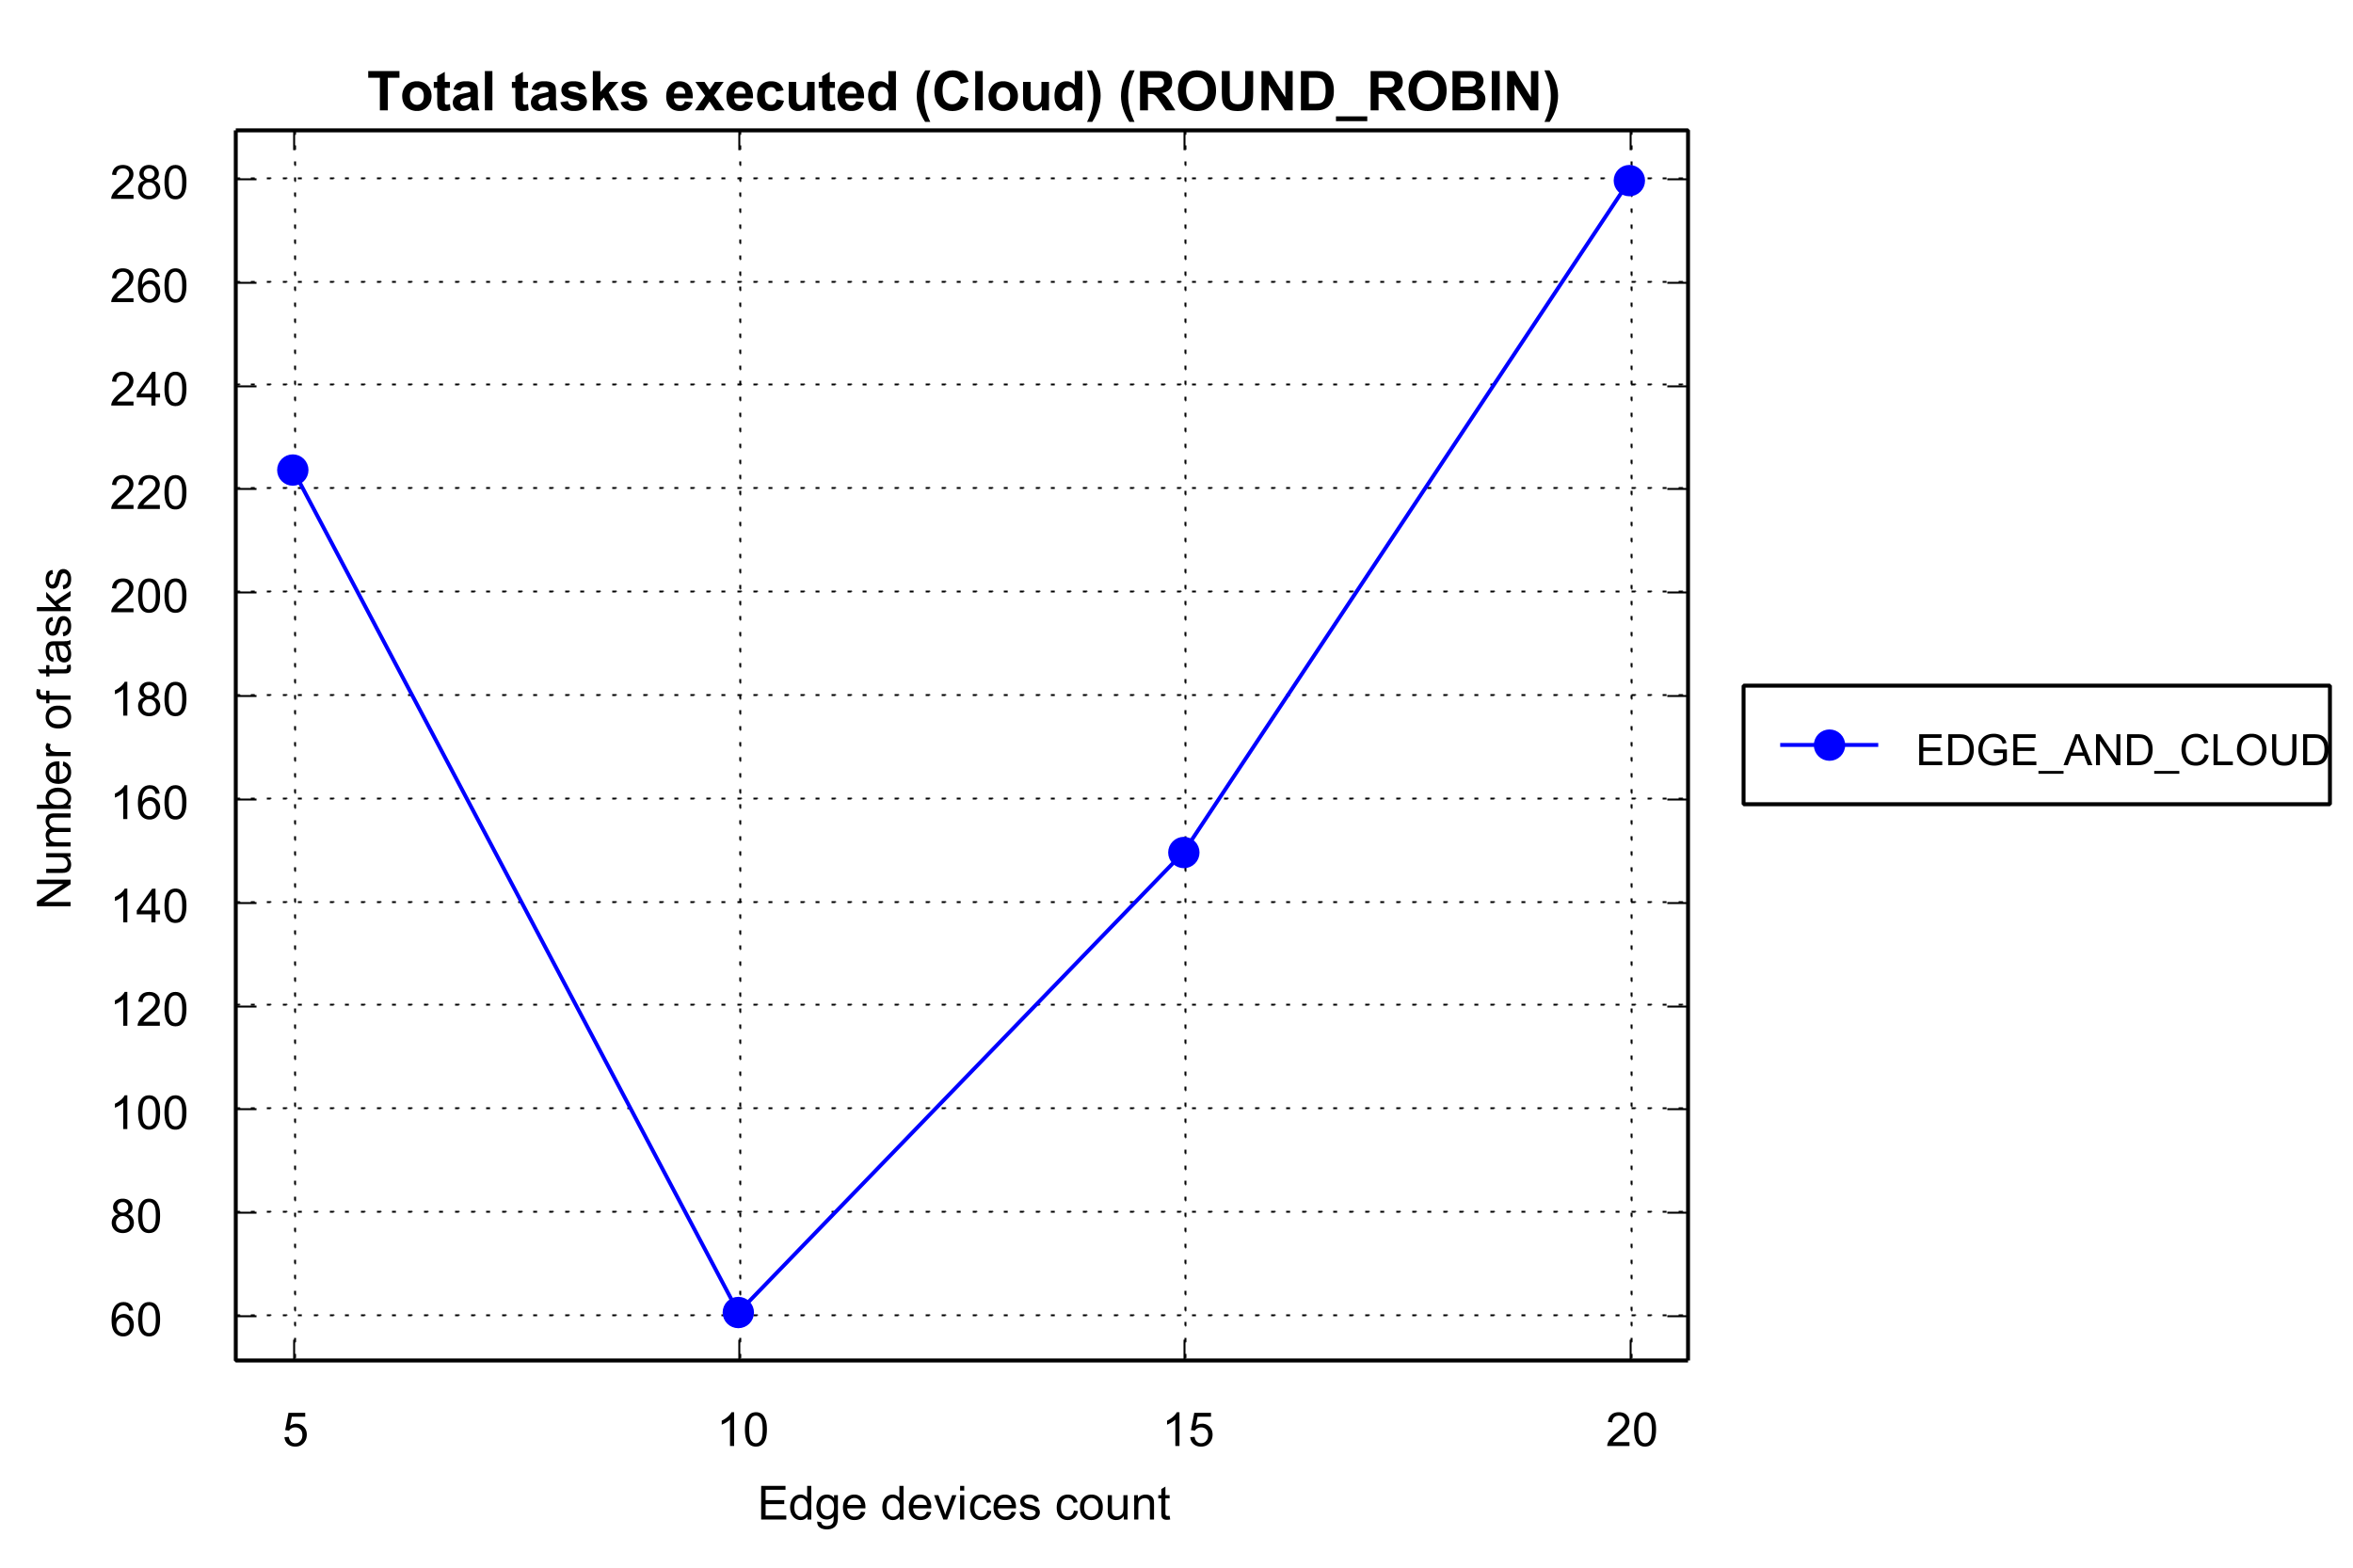 Total tasks executed (Cloud) (ROUND_ROBIN)
280
260
240
220
200
180
160
140
120
100
80
60
Number of tasks
5 10 15 20
Edge devices count
EDGE_AND_CLOUD